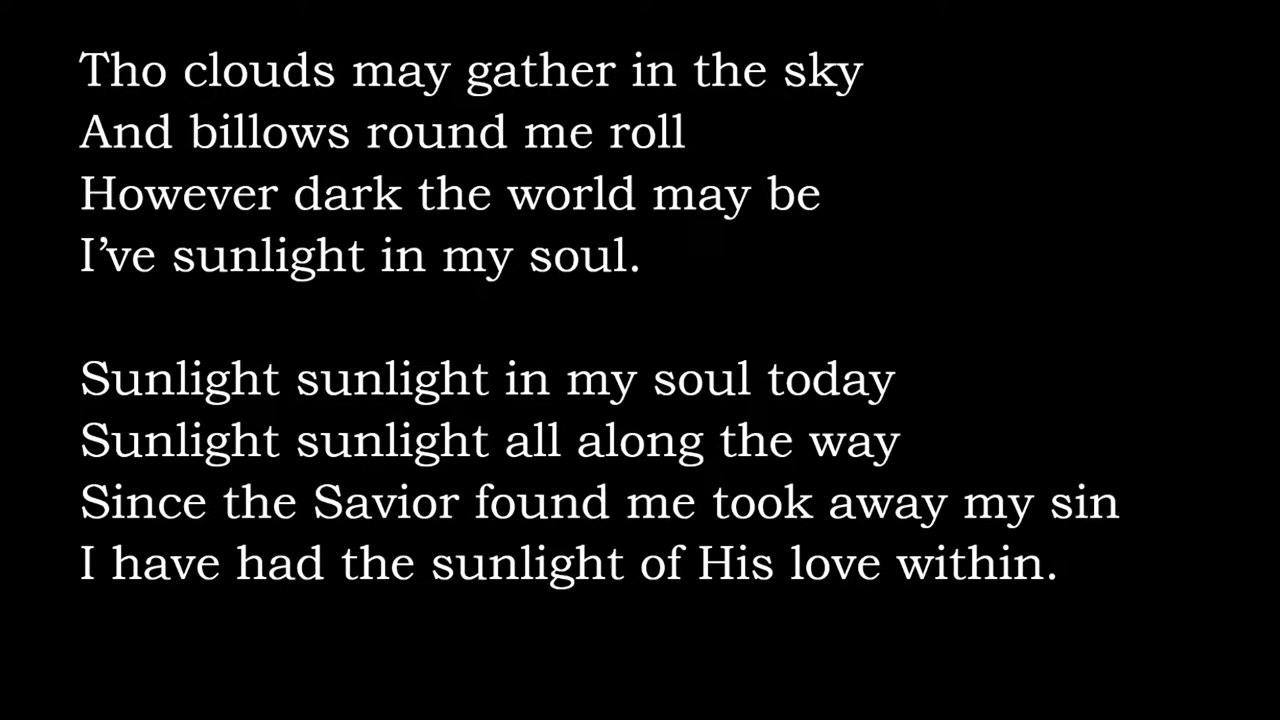 Tho clouds may gather in the sky
And billows round me roll
However dark the world may be
I’ve sunlight in my soul.
Sunlight sunlight in my soul today
Sunlight sunlight all along the way
Since the Savior found me took away my sin
I have had the sunlight of His love within.